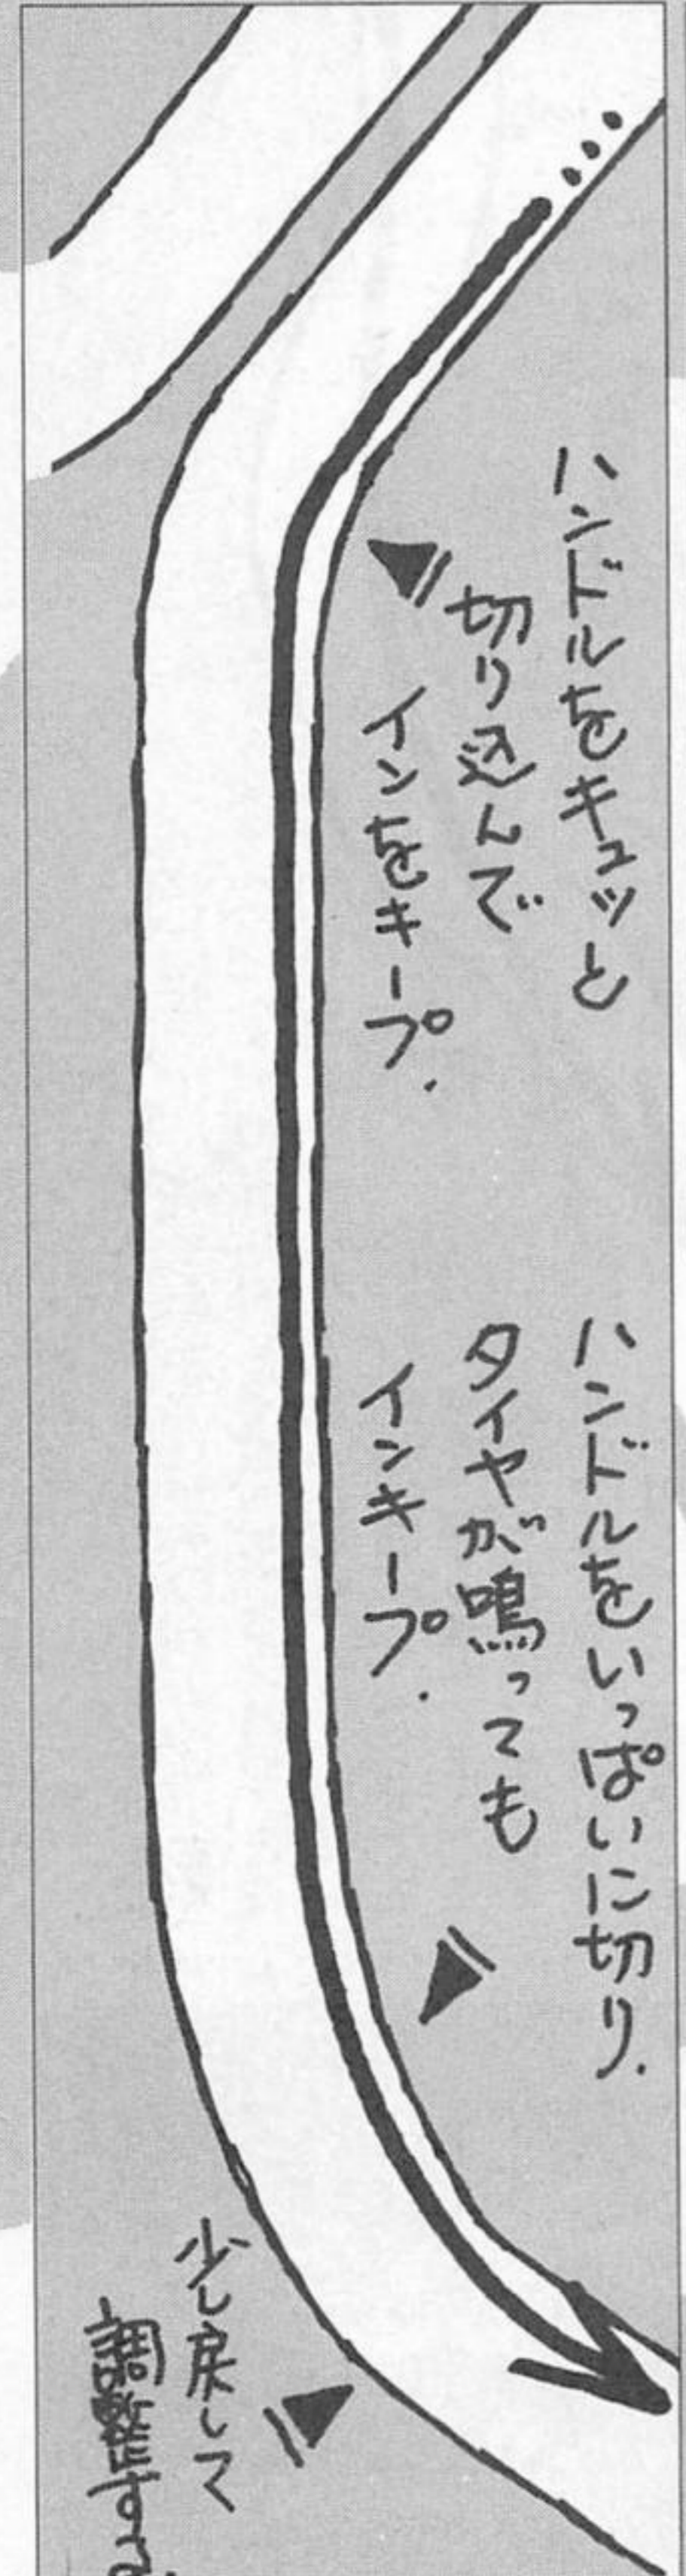 ハンドルをキュッと
切り込んで
インをキープ.
ハンドルをいっぱいに切り.
タイヤが鳴っても
インキープ.
少し戻して
調整する